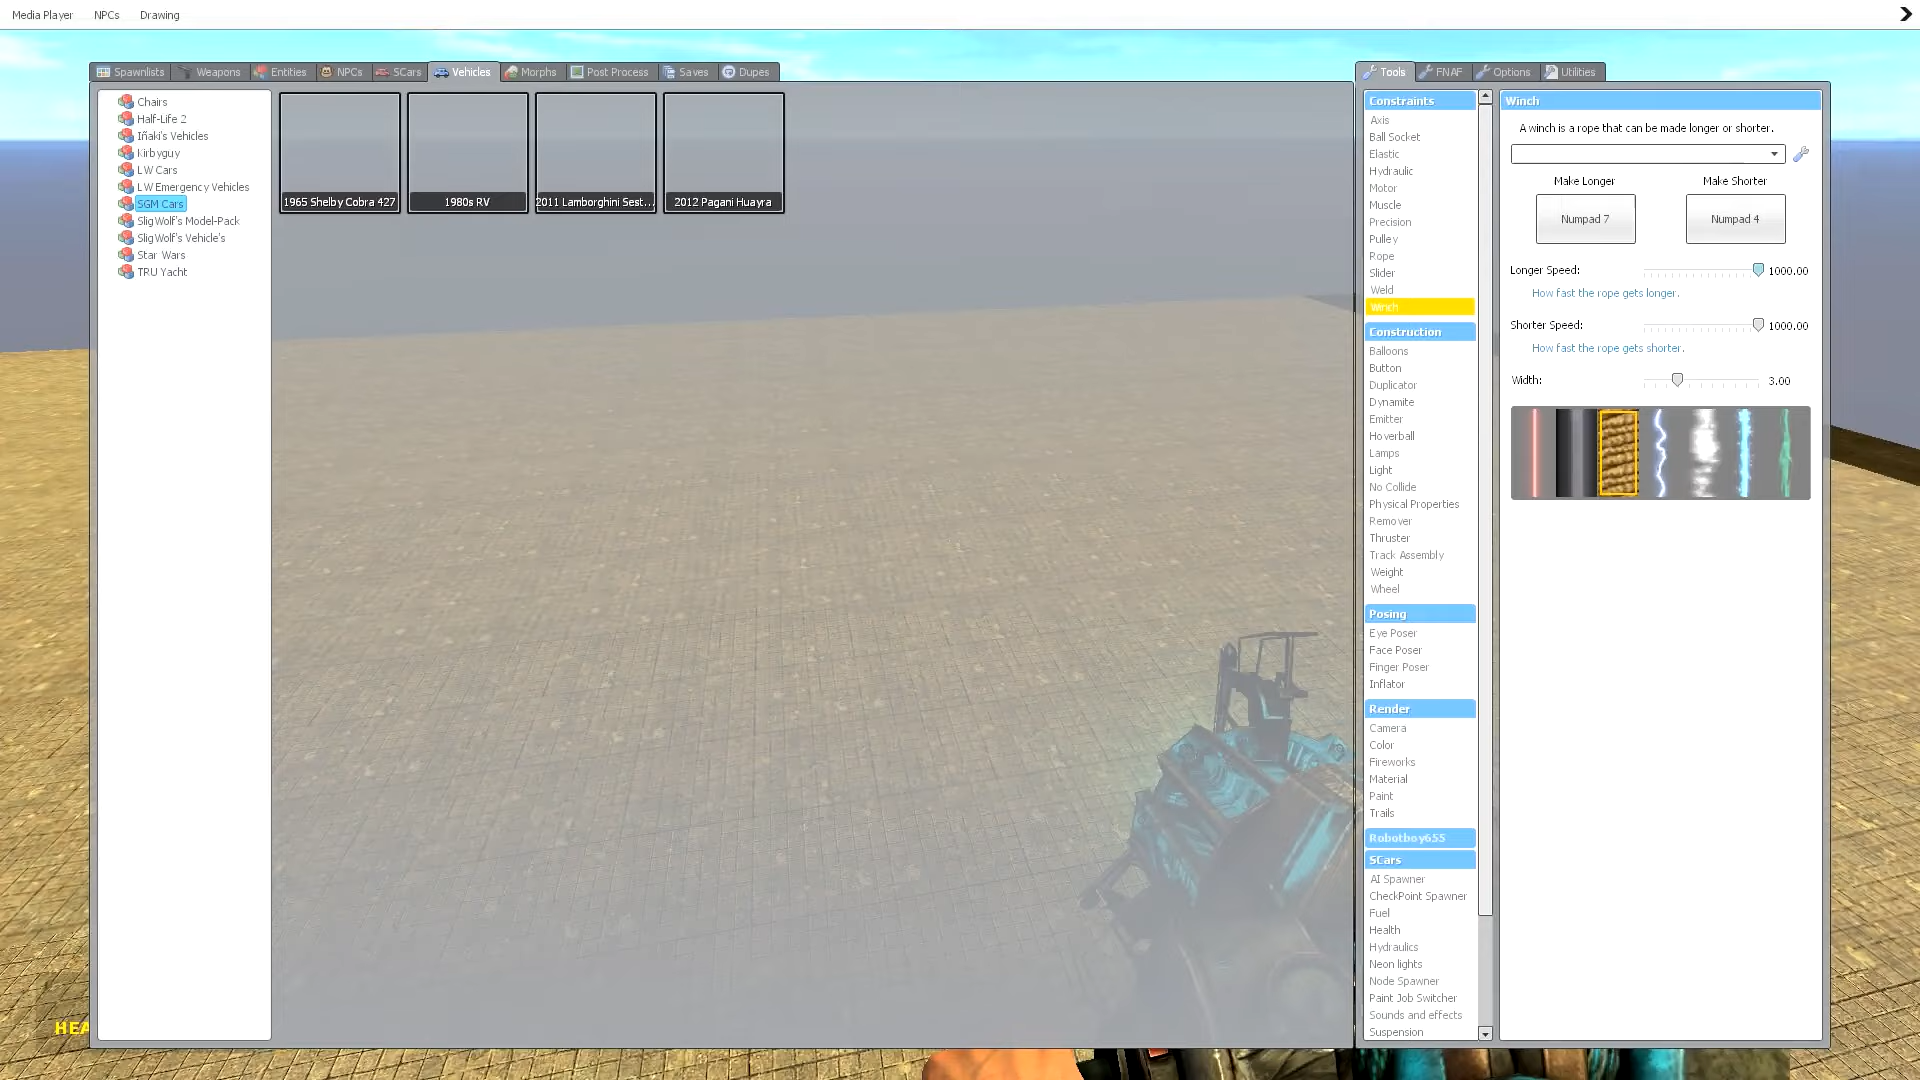 Media Player NPCs Drawing
Spawnlists Weapons Entities NPCs SCars Vehicles Morphs Post Process Saves Dupes
Chairs
Half-Life 2
Iñaki's Vehicles
Kirbyguy
LW Cars
LW Emergency Vehicles
SGM Cars
SligWolf's Model-Pack
SligWolf's Vehicle's
Star Wars
TRU Yacht
1965 Shelby Cobra 427
1980s RV
2011 Lamborghini Sest...
2012 Pagani Huayra
Tools FNAF Options Utilities
Constraints
Axis
Ball Socket
Elastic
Hydraulic
Motor
Muscle
Precision
Pulley
Rope
Slider
Weld
Winch
Construction
Balloons
Button
Duplicator
Dynamite
Emitter
Hoverball
Lamps
Light
No Collide
Physical Properties
Remover
Thruster
Track Assembly
Weight
Wheel
Posing
Eye Poser
Face Poser
Finger Poser
Inflator
Render
Camera
Color
Fireworks
Material
Paint
Trails
Robotboy655
SCars
AI Spawner
CheckPoint Spawner
Fuel
Health
Hydraulics
Neon lights
Node Spawner
Paint Job Switcher
Sounds and effects
Suspension
Winch
A winch is a rope that can be made longer or shorter.
Make Longer Make Shorter
Numpad 7 Numpad 4
Longer Speed: 1000.00
How fast the rope gets longer.
Shorter Speed: 1000.00
How fast the rope gets shorter.
Width: 3.00
HEA